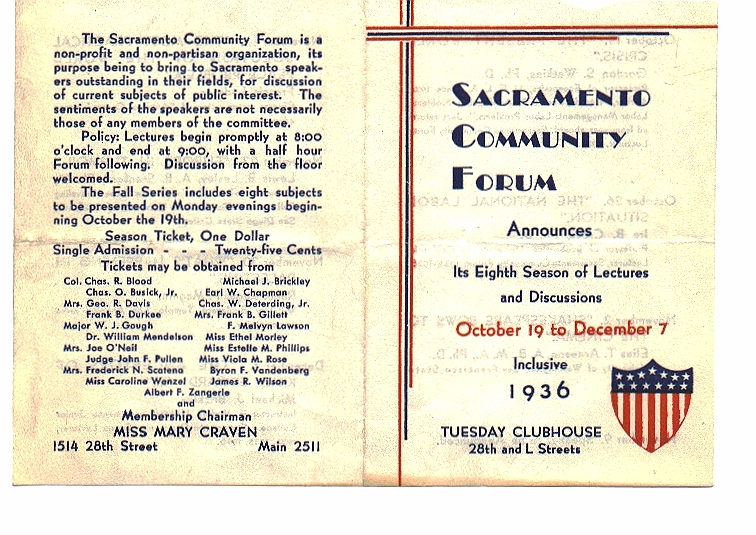 The Sacramento Community Forum is a
non-profit and non-partisan organization, its
purpose being to bring to Sacramento speak-
ers outstanding in their fields, for discussion
of current subjects of public interest. The
sentiments of the speakers are not necessarily
those of any members of the committee.
Policy: Lectures begin promptly at 8:00
o'clock and end at 9:00, with a half hour
Forum following. Discussion from the floor
welcomed.
The Fall Series includes eight subjects
to be presented on Monday evenings begin-
ning October the 19th.
Season Ticket, One Dollar
Single Admission - - - Twenty-five Cents
Tickets may be obtained from
Col. Chas. R. Blood Michael J. Brickley
Chas. O. Busick, Jr. Earl W. Chapman
Mrs. Geo. R. Davis Chas. W. Deterding, Jr.
Frank B. Durkee Mrs. Frank B. Gillett
Major W. J. Gough F. Melvyn Lawson
Dr. William Mendelson Miss Ethel Morley
Mrs. Joe O'Neil Miss Estelle M. Phillips
Judge John F. Pullen Miss Viola M. Rose
Mrs. Frederick N. Scatena Byron F. Vandenberg
Miss Caroline Wenzel James R. Wilson
Albert F. Zangerle
and
Membership Chairman
MISS MARY CRAVEN
1514 28th Street Main 2511
SACRAMENTO
COMMUNITY
FORUM
Announces
Its Eighth Season of Lectures
and Discussions
October 19 to December 7
Inclusive
1936
TUESDAY CLUBHOUSE
28th and L Streets